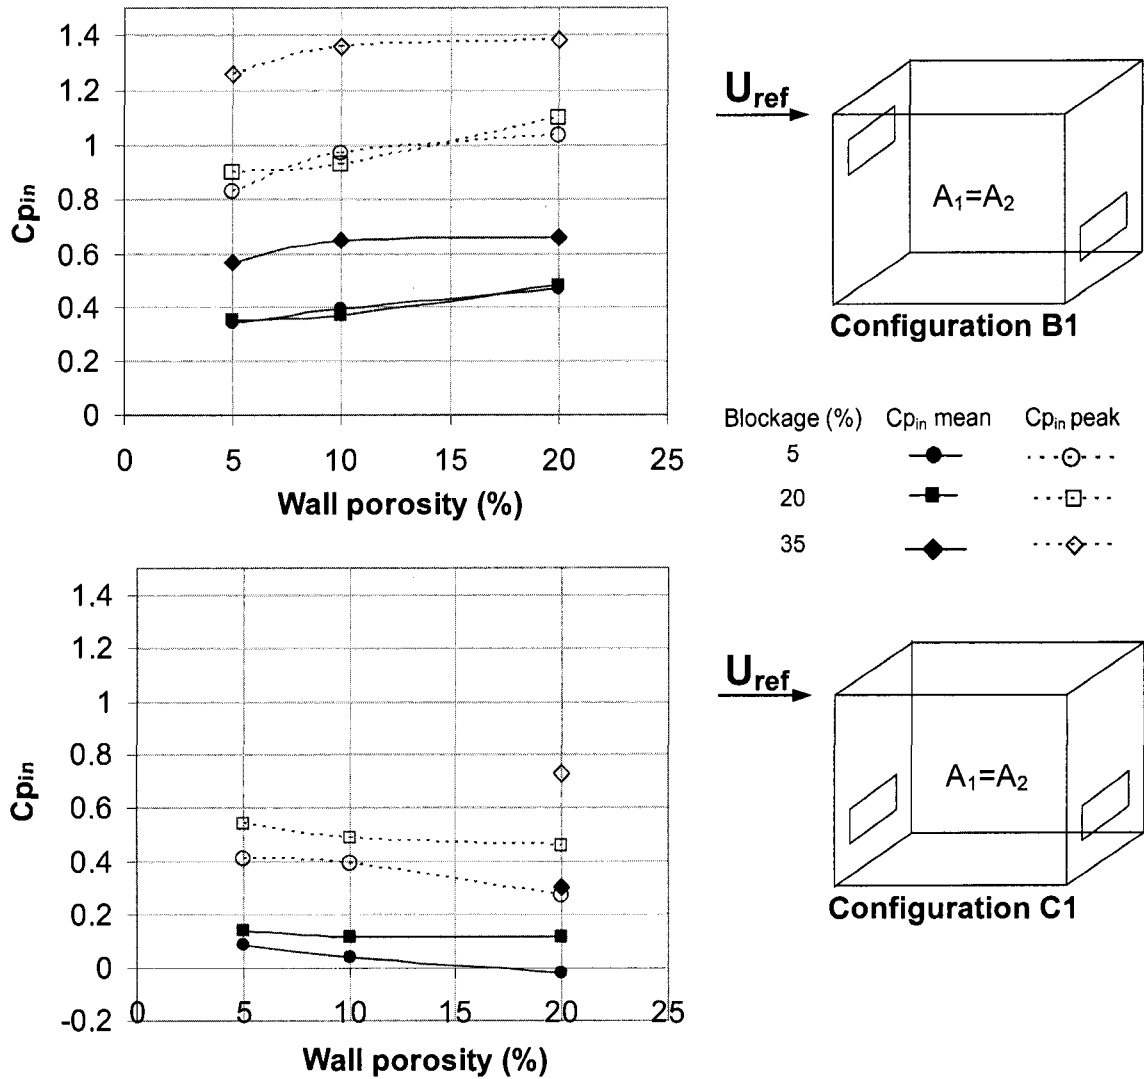 1.4
1.2
1
0.8
0.6
0.4
0.2
0
Cpin
0 5 10 15 20 25
Wall porosity (%)
Uref
A1=A2
Configuration B1
Blockage (%) Cpin mean Cpin peak
5
20
35
1.4
1.2
1
0.8
0.6
0.4
0.2
0
-0.2
Cpin
0 5 10 15 20 25
Wall porosity (%)
Uref
A1=A2
Configuration C1